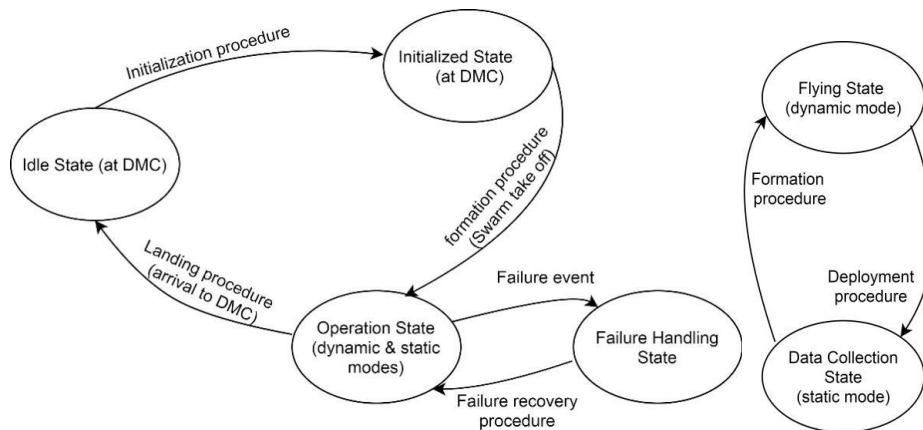 Initialization procedure
Initialized State
(at DMC)
Idle State (at DMC)
formation procedure
(Swarm take off)
Landing procedure
(arrival to DMC)
Operation State
(dynamic & static
modes)
Failure event
Failure Handling
State
Failure recovery
procedure
Flying State
(dynamic mode)
Formation
procedure
Deployment
procedure
Data Collection
State
(static mode)